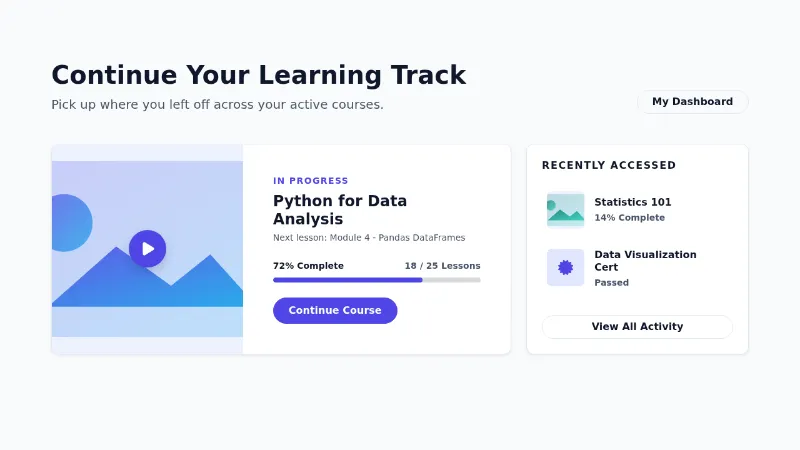 Continue Your Learning Track
Pick up where you left off across your active courses.
My Dashboard
IN PROGRESS
Python for Data
Analysis
Next lesson: Module 4 - Pandas DataFrames
72% Complete
18 / 25 Lessons
Continue Course
RECENTLY ACCESSED
Statistics 101
14% Complete
Data Visualization
Cert
Passed
View All Activity